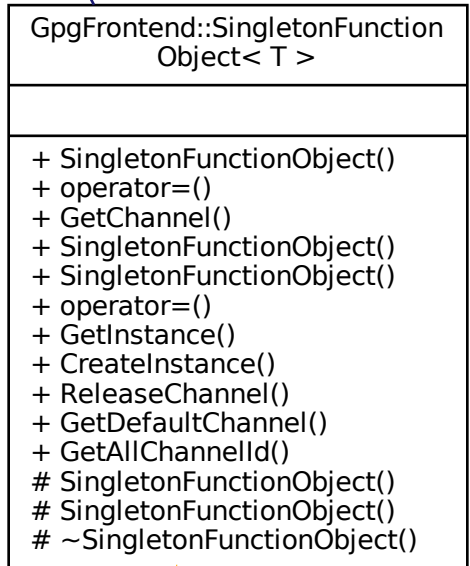 GpgFrontend::SingletonFunction
Object< T >
+ SingletonFunctionObject()
+ operator=()
+ GetChannel()
+ SingletonFunctionObject()
+ SingletonFunctionObject()
+ operator=()
+ GetInstance()
+ CreateInstance()
+ ReleaseChannel()
+ GetDefaultChannel()
+ GetAllChannelId()
# SingletonFunctionObject()
# SingletonFunctionObject()
# ~SingletonFunctionObject()